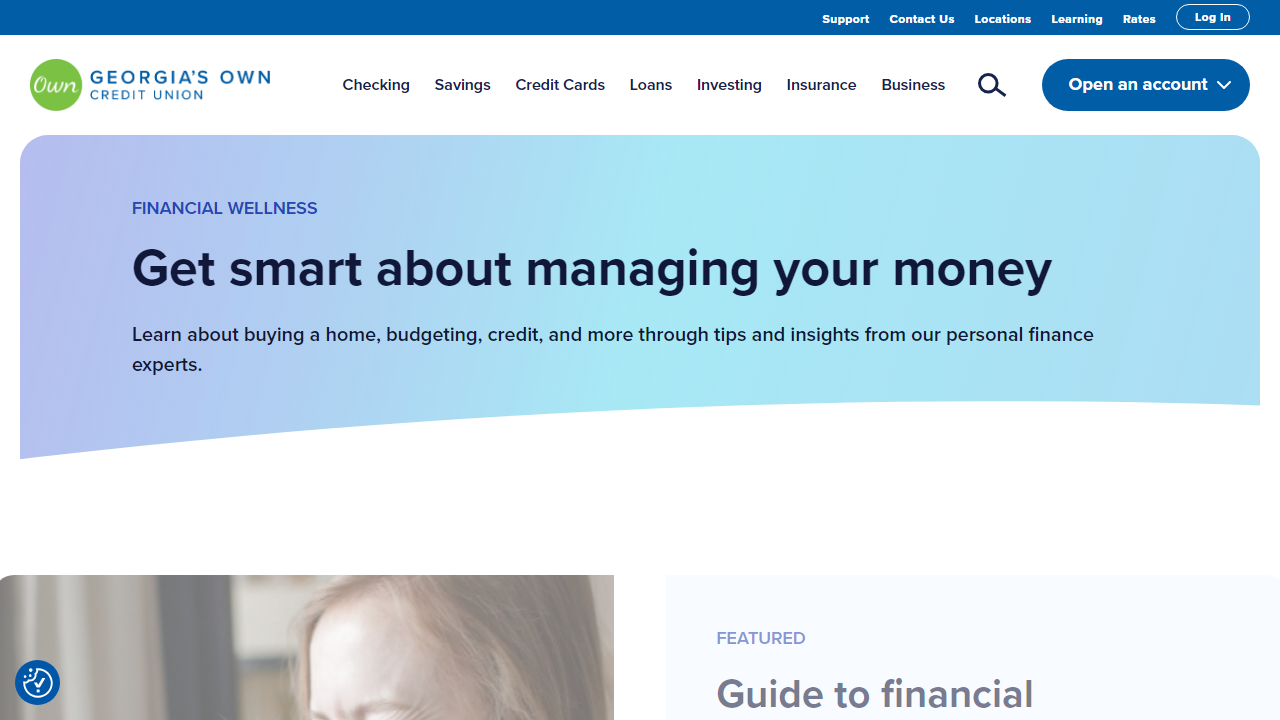 Support Contact Us Locations Learning Rates Log In
Own GEORGIA'S OWN
CREDIT UNION
Checking Savings Credit Cards Loans Investing Insurance Business Open an account
FINANCIAL WELLNESS
Get smart about managing your money
Learn about buying a home, budgeting, credit, and more through tips and insights from our personal finance
experts.
FEATURED
Guide to financial